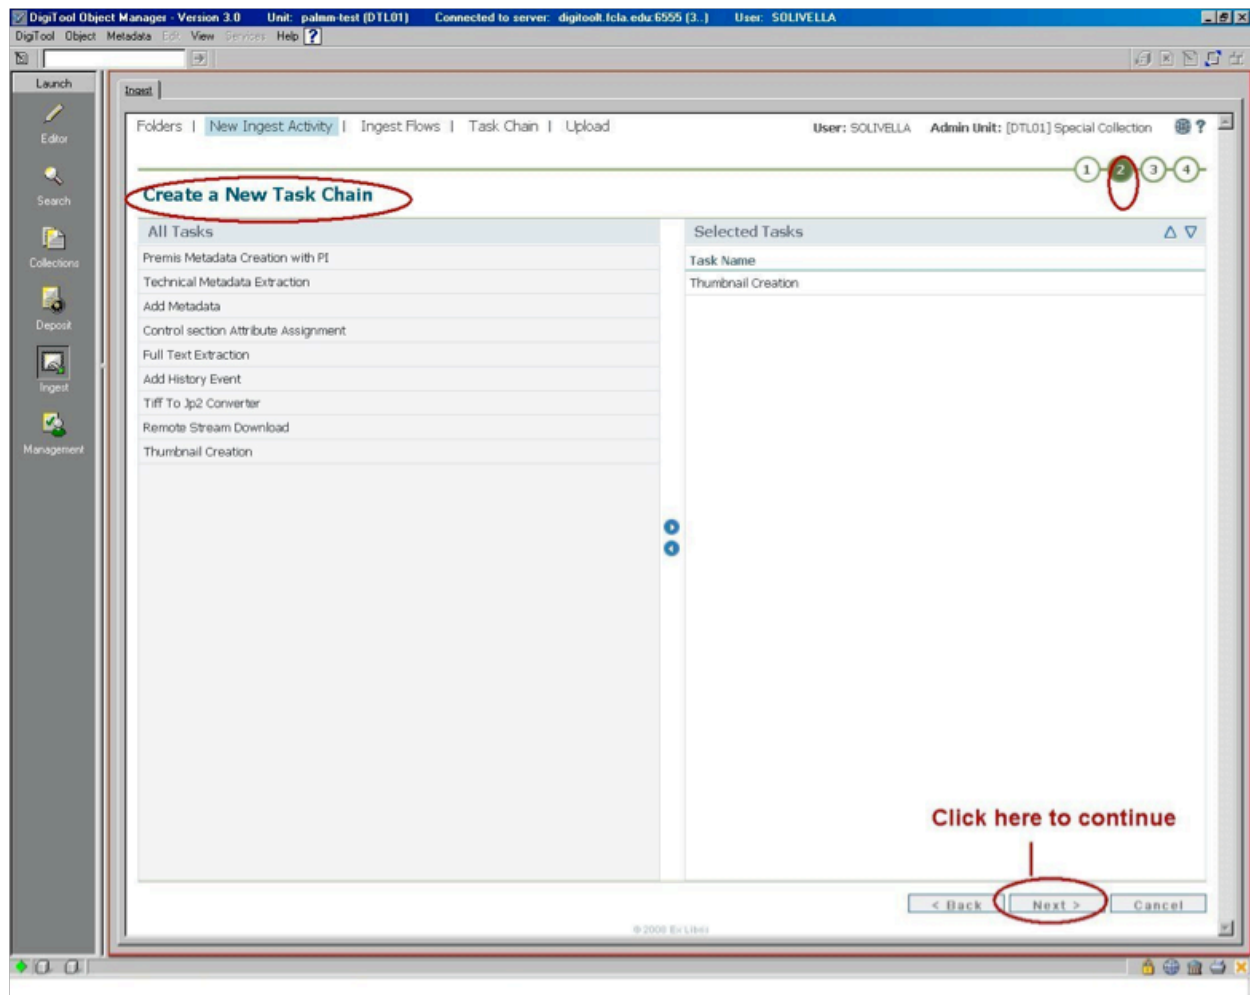 DigiTool Object Manager - Version 3.0 Unit: palmm-test (DTL01) Connected to server: digitoolt.fcla.edu:6555 (3..) User: SOLIVELLA
DigiTool Object Metadata Edit View Services Help ?
Launch
Editor
Search
Collections
Deposit
Ingest
Management
Ingest
Folders | New Ingest Activity | Ingest Flows | Task Chain | Upload
User: SOLIVELLA Admin Unit: [DTL01] Special Collection ?
1 2 3 4
Create a New Task Chain
All Tasks
Premis Metadata Creation with PI
Technical Metadata Extraction
Add Metadata
Control section Attribute Assignment
Full Text Extraction
Add History Event
Tiff To Jp2 Converter
Remote Stream Download
Thumbnail Creation
Selected Tasks
Task Name
Thumbnail Creation
Click here to continue
< Back Next > Cancel
© 2008 Ex Libris